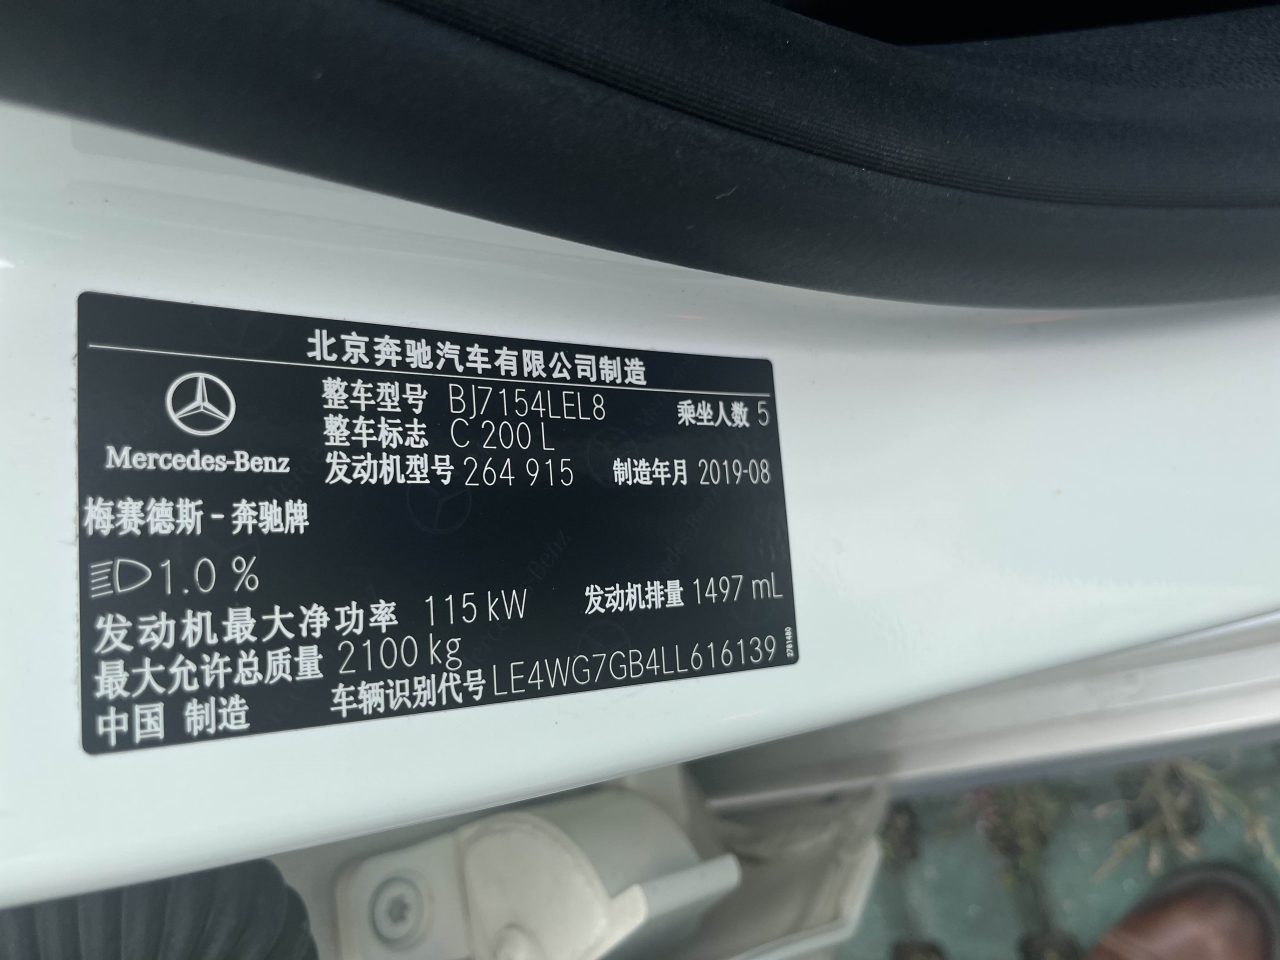 北京奔驰汽车有限公司制造
整车型号 BJ7154LEL8 乘坐人数 5
整车标志 C 200 L
发动机型号 264 915 制造年月 2019-08
Mercedes-Benz
梅赛德斯-奔驰牌
1.0 %
发动机最大净功率 115 kW 发动机排量 1497 mL
最大允许总质量 2100 kg
中国 制造 车辆识别代号 LE4WG7GB4LL616139
2781480